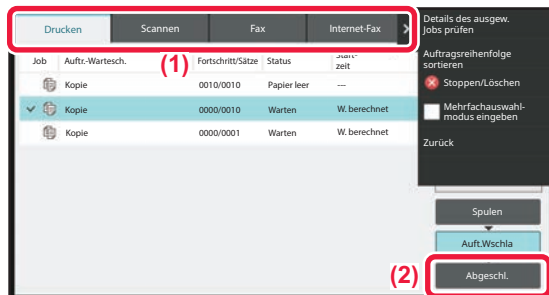 Drucken Scannen Fax Internet-Fax
(1)
Job Auftr.-Wartesch. Fortschritt/Sätze Status Start-
zeit
Kopie 0010/0010 Papier leer ---
Kopie 0000/0010 Warten W. berechnet
Kopie 0000/0001 Warten W. berechnet
Details des ausgew.
Jobs prüfen
Auftragsreihenfolge
sortieren
Stoppen/Löschen
Mehrfachauswahl-
modus eingeben
Zurück
Spulen
Auft.Wschla
(2)
Abgeschl.